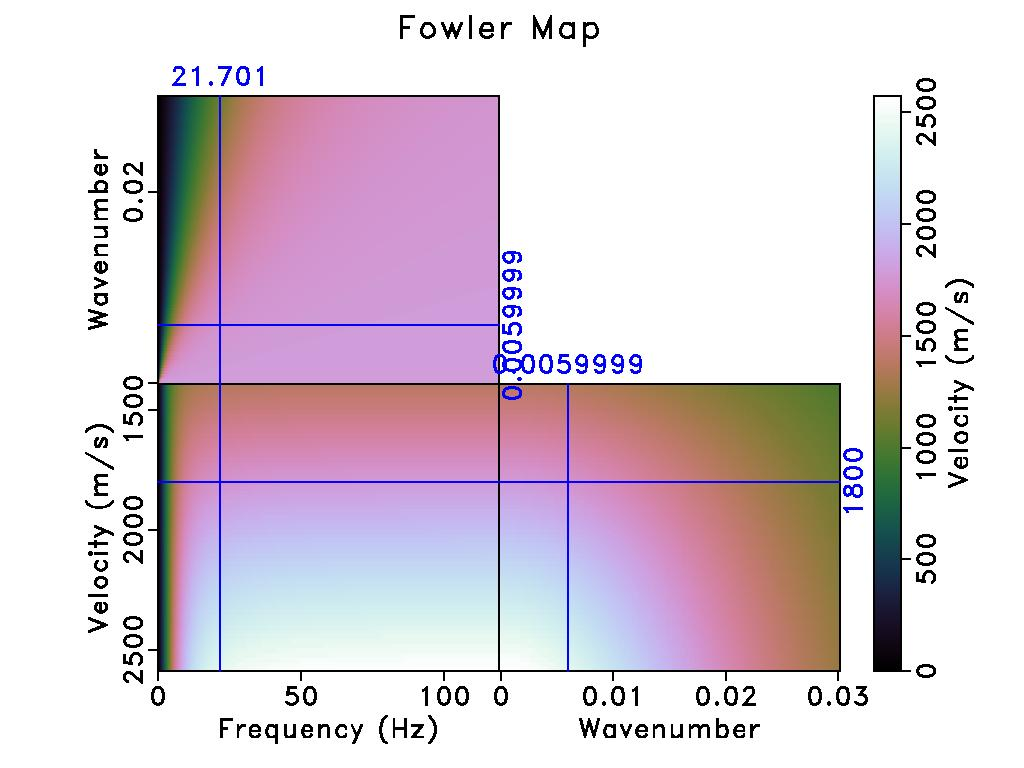 Fowler Map
21.701
Wavenumber
0.02
0.0059999
0.0059999
Velocity (m/s)
1500
2000
2500
1800
0 50 100 0 0.01 0.02 0.03
Frequency (Hz) Wavenumber
0 500 1000 1500 2000 2500
Velocity (m/s)